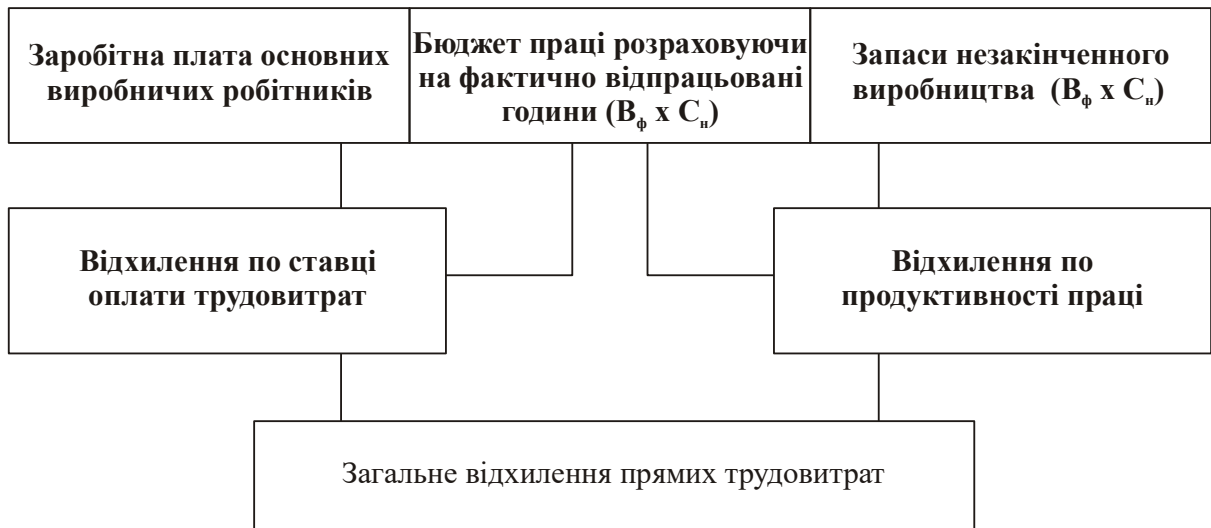 Заробітна плата основних
виробничих робітників
Бюджет праці розраховуючи
на фактично відпрацьовані
години (Вф х Сн)
Запаси незакінченного
виробництва (Вф х Сн)
Відхилення по ставці
оплати трудовитрат
Відхилення по
продуктивності праці
Загальне відхилення прямих трудовитрат